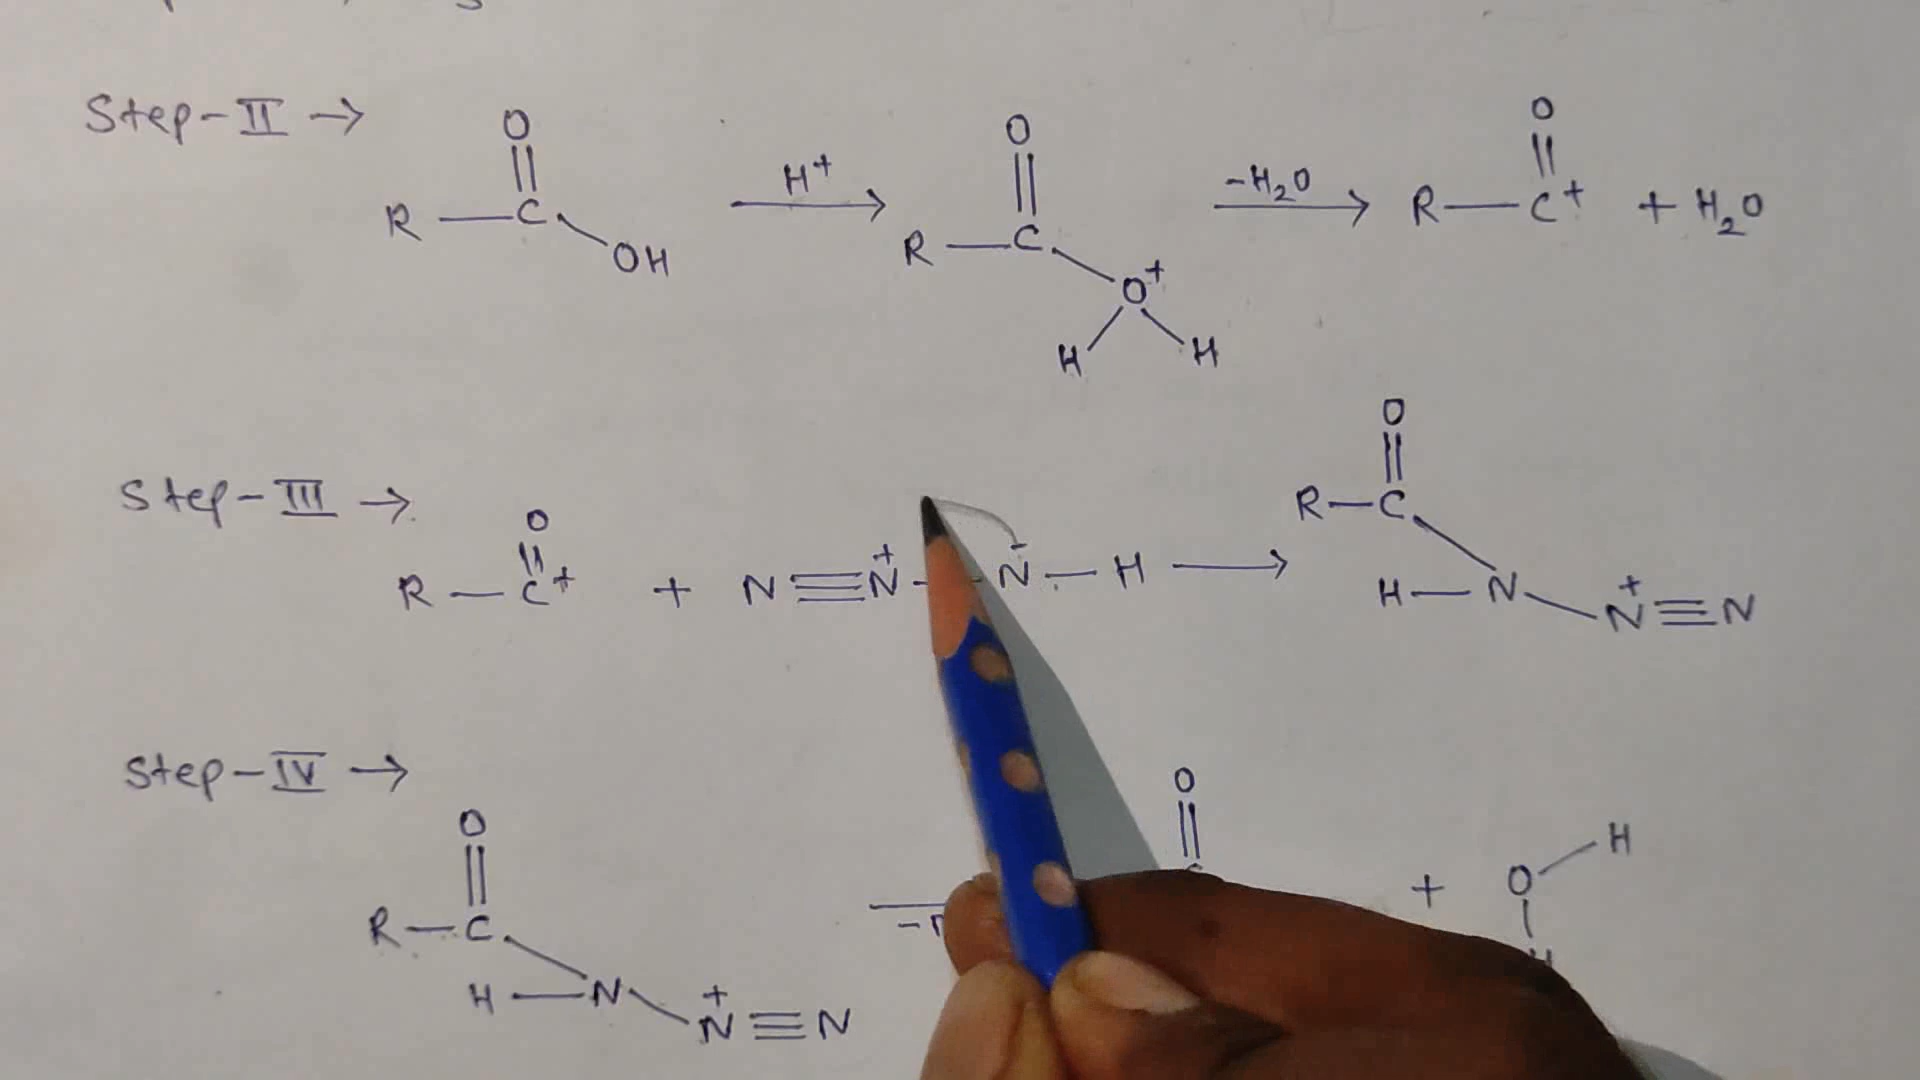 Step-II →
R—C(=O)—OH —H⁺→ R—C(=O)—O⁺(H)(H) —-H₂O→ R—C⁺(=O) + H₂O
Step-III →
R—C⁺(=O) + N≡N⁺—N⁻—H → R—C(=O)—N(H)—N⁺≡N
Step-IV →
R—C(=O)—N(H)—N⁺≡N
O
+ H O